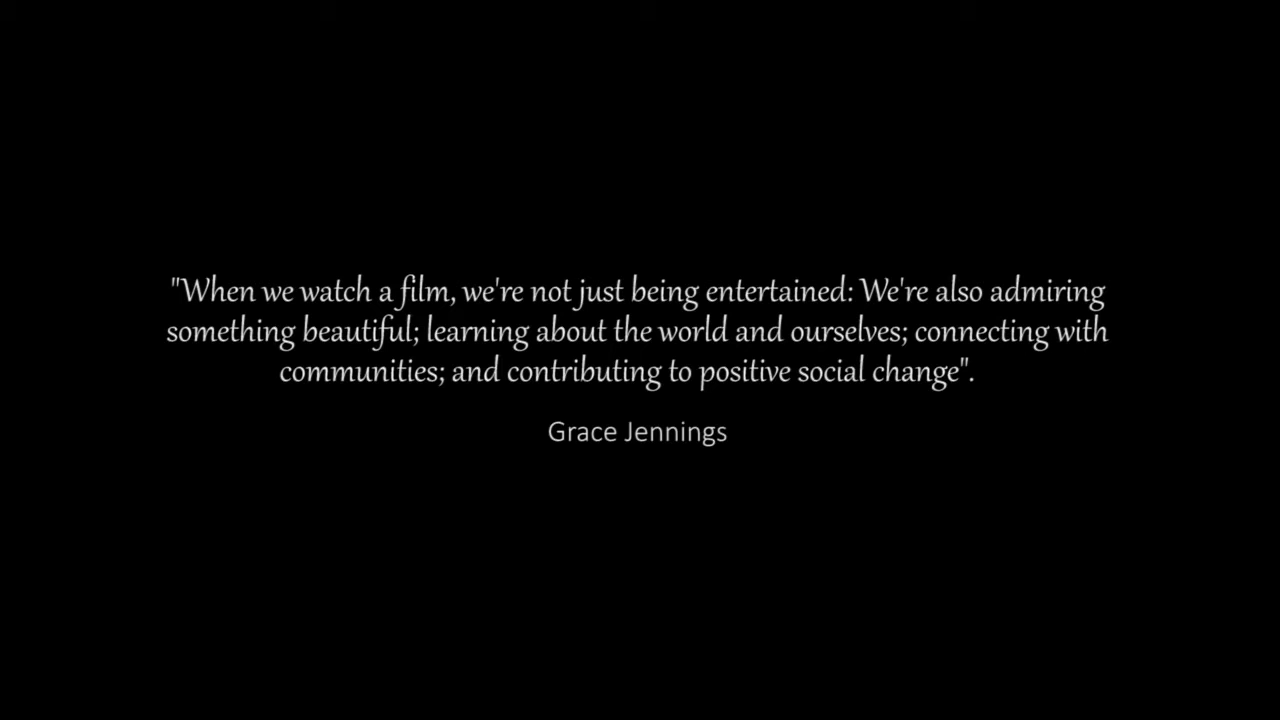 "When we watch a film, we're not just being entertained: We're also admiring
something beautiful; learning about the world and ourselves; connecting with
communities; and contributing to positive social change".
Grace Jennings